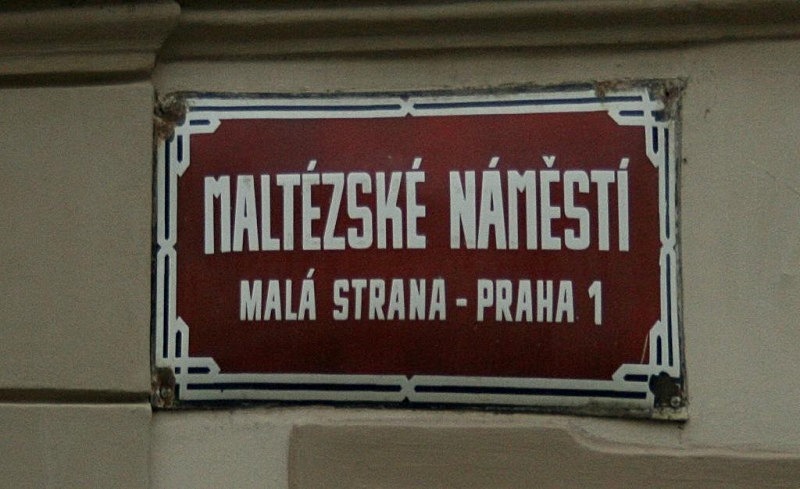 MALTÉZSKÉ NÁMĚSTÍ
MALÁ STRANA - PRAHA 1